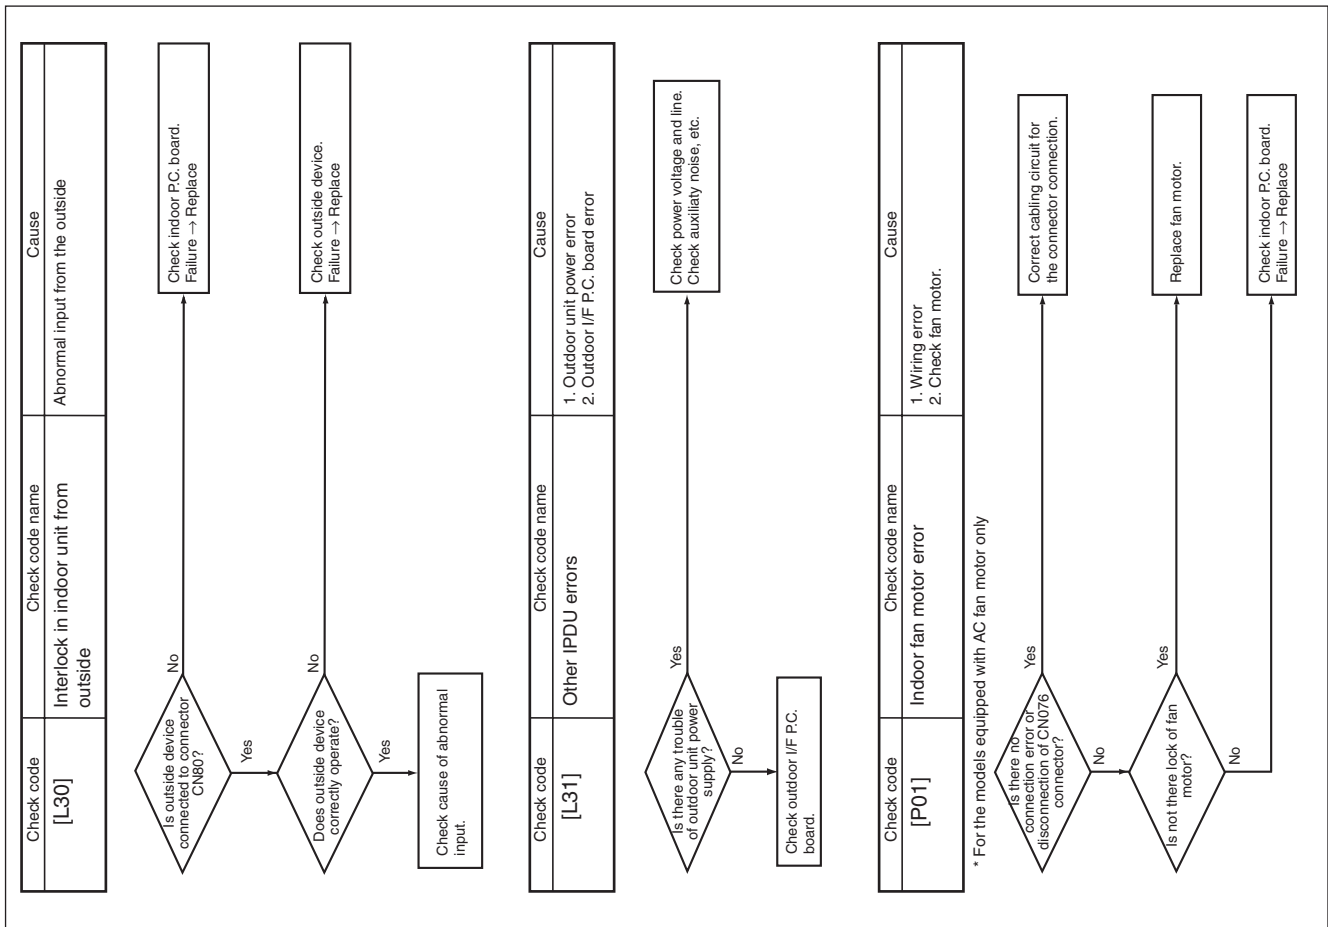 Check code
Check code name
Cause
[L30]
Interlock in indoor unit from
outside
Abnormal input from the outside
Is outside device
connected to connector
CN80?
No
Check indoor P.C. board.
Failure → Replace
Yes
Does outside device
correctly operate?
No
Check outside device.
Failure → Replace
Yes
Check cause of abnormal
input.
Check code
Check code name
Cause
[L31]
Other IPDU errors
1. Outdoor unit power error
2. Outdoor I/F P.C. board error
Is there any trouble
of outdoor unit power
supply?
Yes
Check power voltage and line.
Check auxiliaty noise, etc.
No
Check outdoor I/F P.C.
board.
Check code
Check code name
Cause
[P01]
Indoor fan motor error
1. Wiring error
2. Check fan motor.
* For the models equipped with AC fan motor only
Is there no
connection error or
disconnection of CN076
connector?
Yes
Correct cabling circuit for
the connector connection.
No
Is not there lock of fan
motor?
Yes
Replace fan motor.
No
Check indoor P.C. board.
Failure → Replace